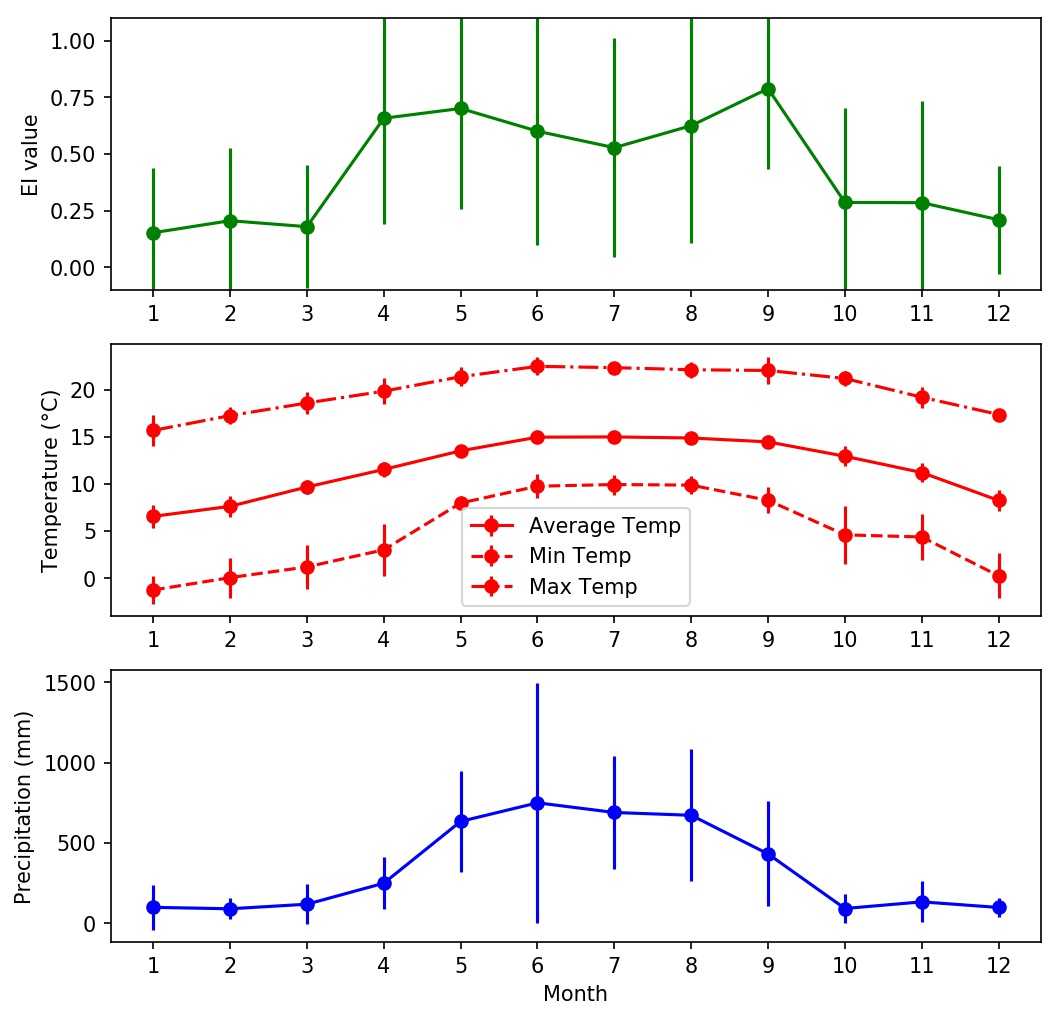 EI value
1.00
0.75
0.50
0.25
0.00
1 2 3 4 5 6 7 8 9 10 11 12
Temperature (°C)
20
15
10
5
0
Average Temp
Min Temp
Max Temp
1 2 3 4 5 6 7 8 9 10 11 12
Precipitation (mm)
1500
1000
500
0
1 2 3 4 5 6 7 8 9 10 11 12
Month